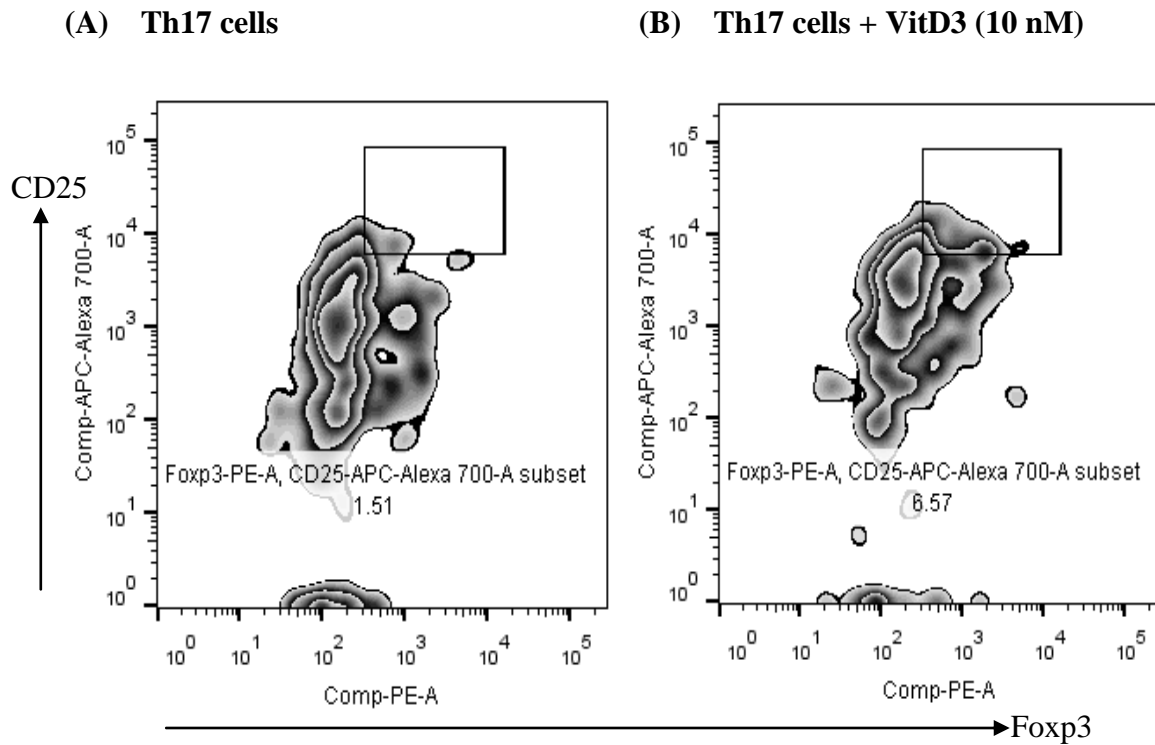 (A) Th17 cells
(B) Th17 cells + VitD3 (10 nM)
CD25
Comp-APC-Alexa 700-A
10^5
10^4
10^3
10^2
10^1
10^0
Foxp3-PE-A, CD25-APC-Alexa 700-A subset
1.51
10^0 10^1 10^2 10^3 10^4 10^5
Comp-PE-A
Comp-APC-Alexa 700-A
10^5
10^4
10^3
10^2
10^1
10^0
Foxp3-PE-A, CD25-APC-Alexa 700-A subset
6.57
10^0 10^1 10^2 10^3 10^4 10^5
Comp-PE-A
Foxp3